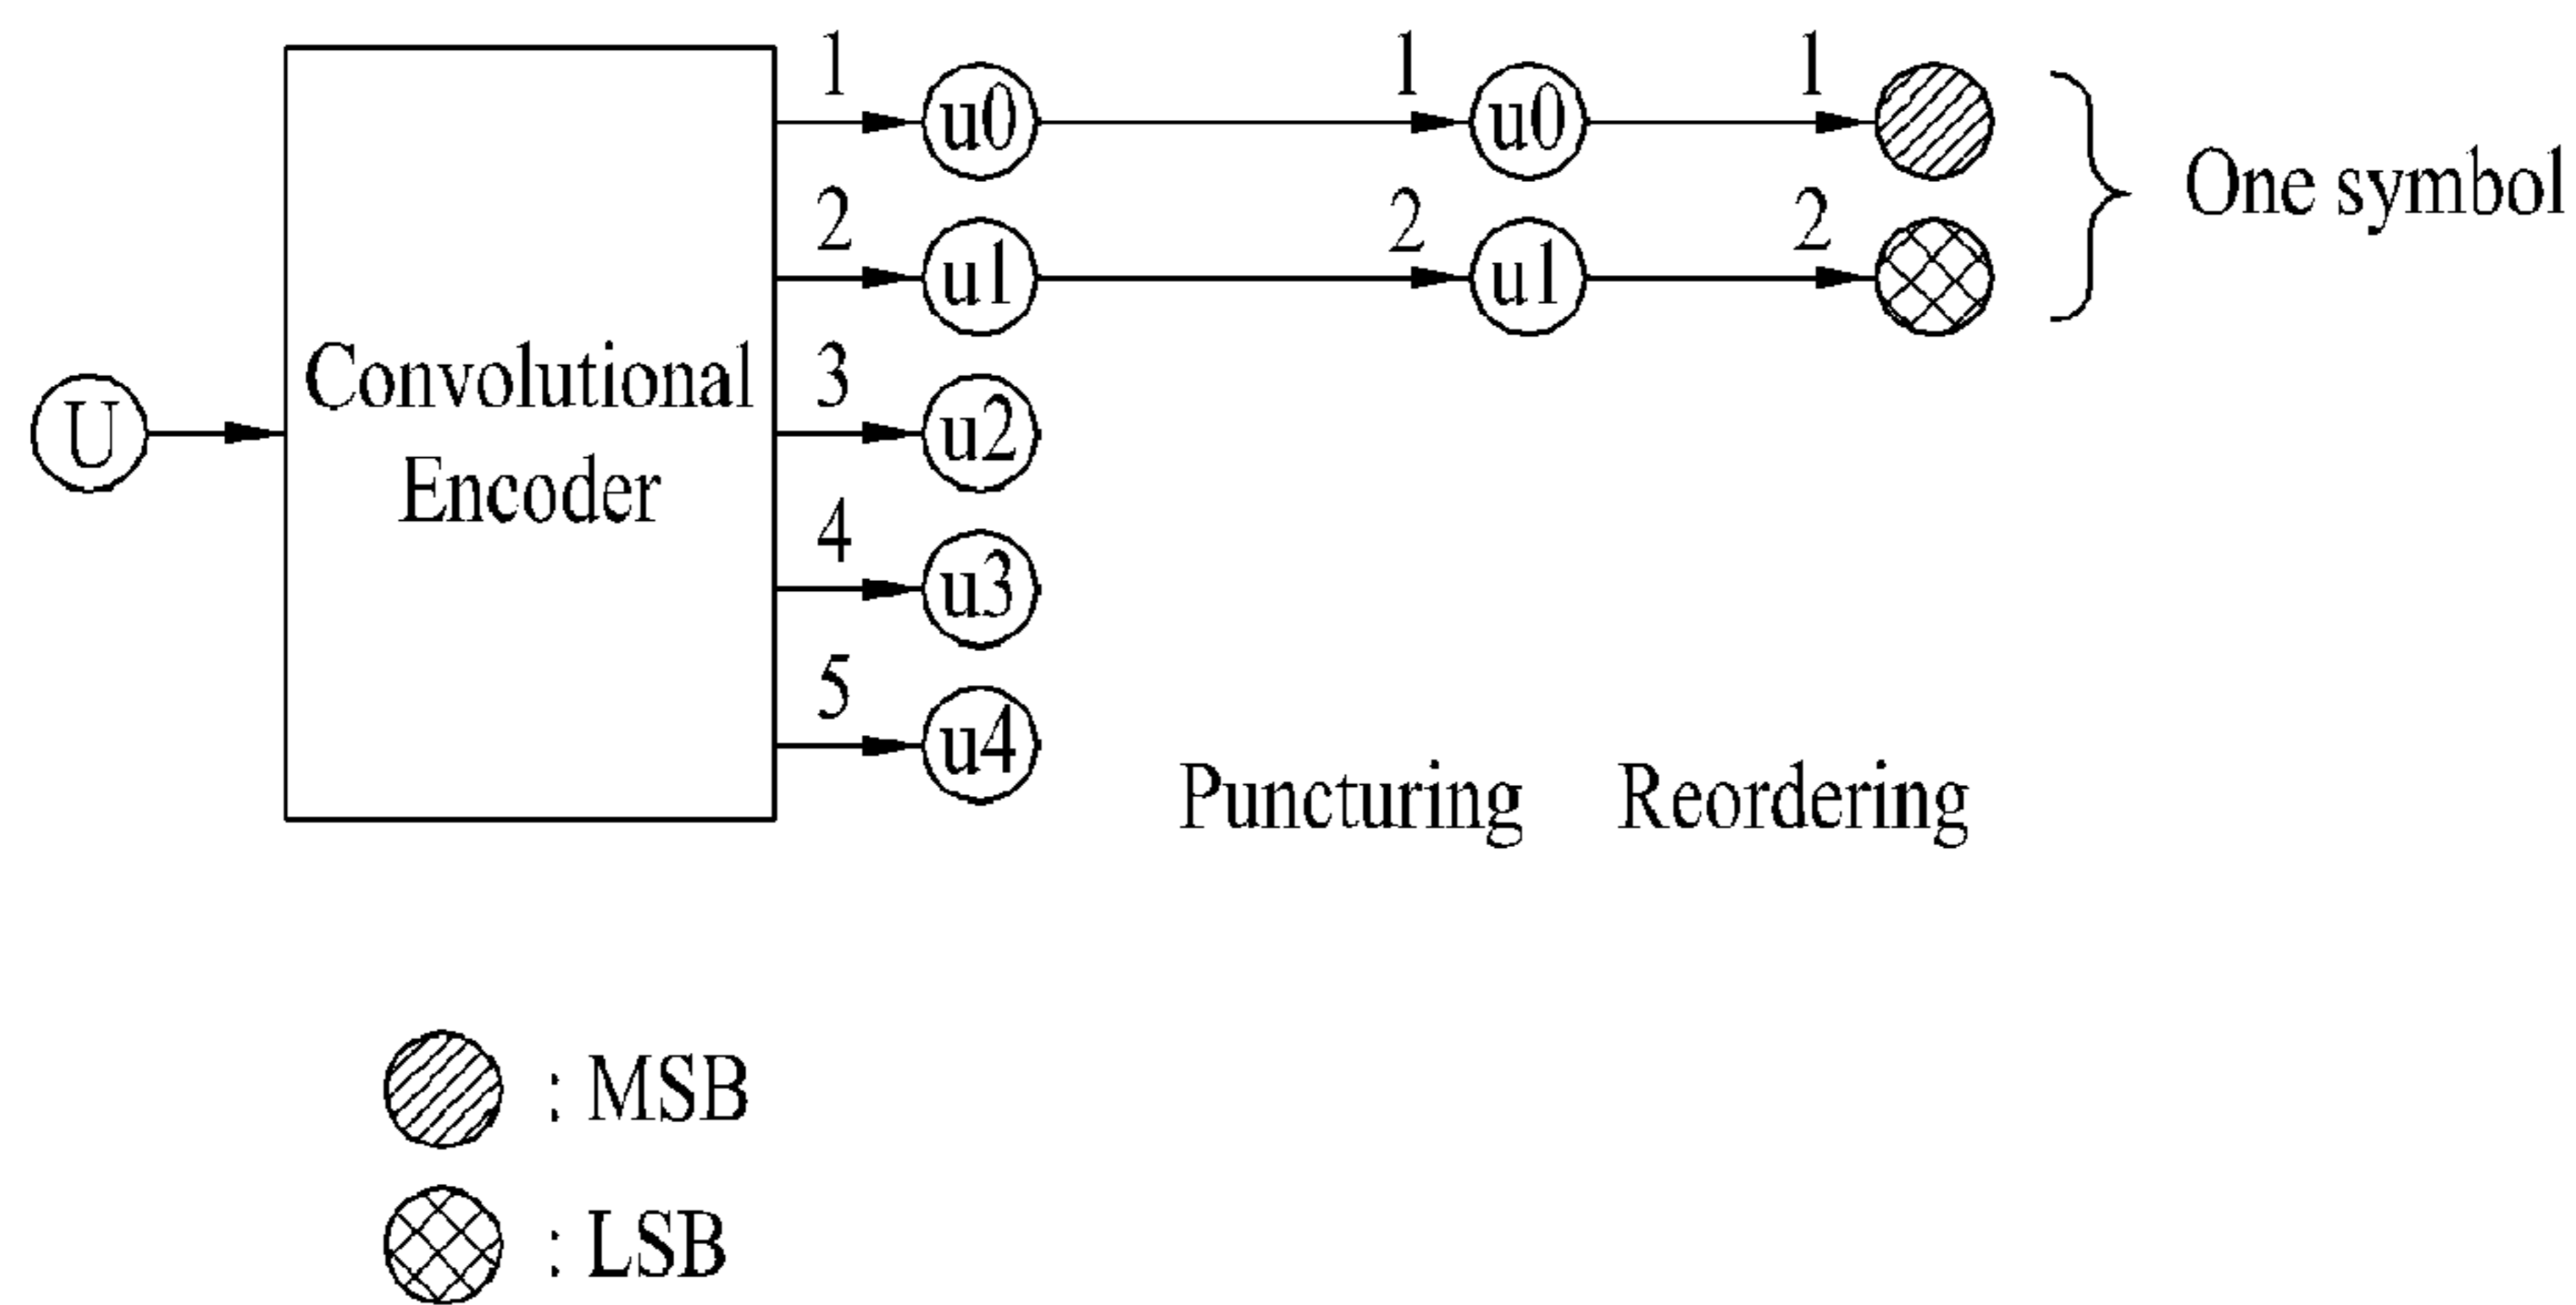 1 u0 1 u0 1
2 u1 2 u1 2
One symbol
U
Convolutional
Encoder
3 u2
4 u3
5 u4
Puncturing Reordering
: MSB
: LSB